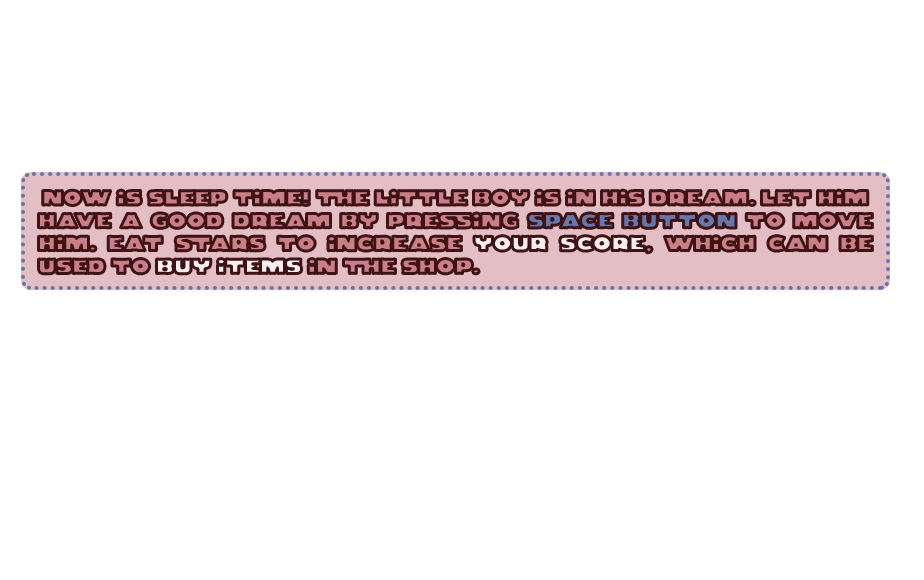 NOW iS SLEEP TiME! THE LiTTLE BOY iS iN HiS DREAM. LET HiM
HAVE A GOOD DREAM BY PRESSiNG SPACE BUTTON TO MOVE
HiM. EAT STARS TO iNCREASE YOUR SCORE, WHiCH CAN BE
USED TO BUY iTEMS iN THE SHOP.